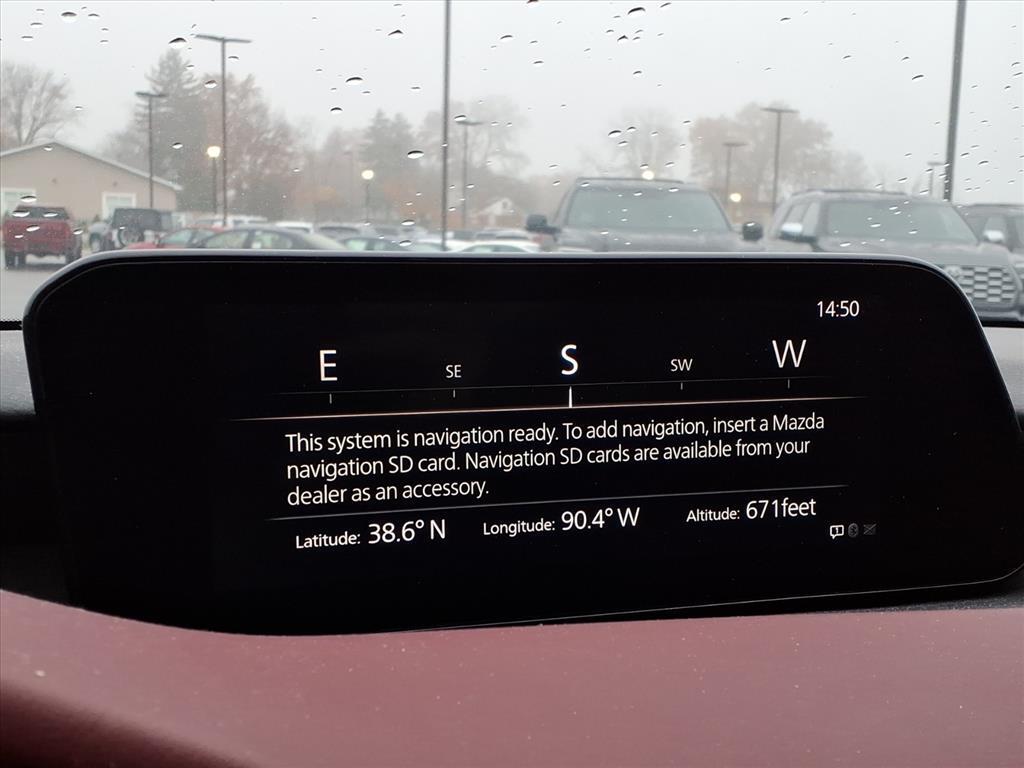 14:50
E SE S SW W
This system is navigation ready. To add navigation, insert a Mazda
navigation SD card. Navigation SD cards are available from your
dealer as an accessory.
Latitude: 38.6° N Longitude: 90.4° W Altitude: 671feet